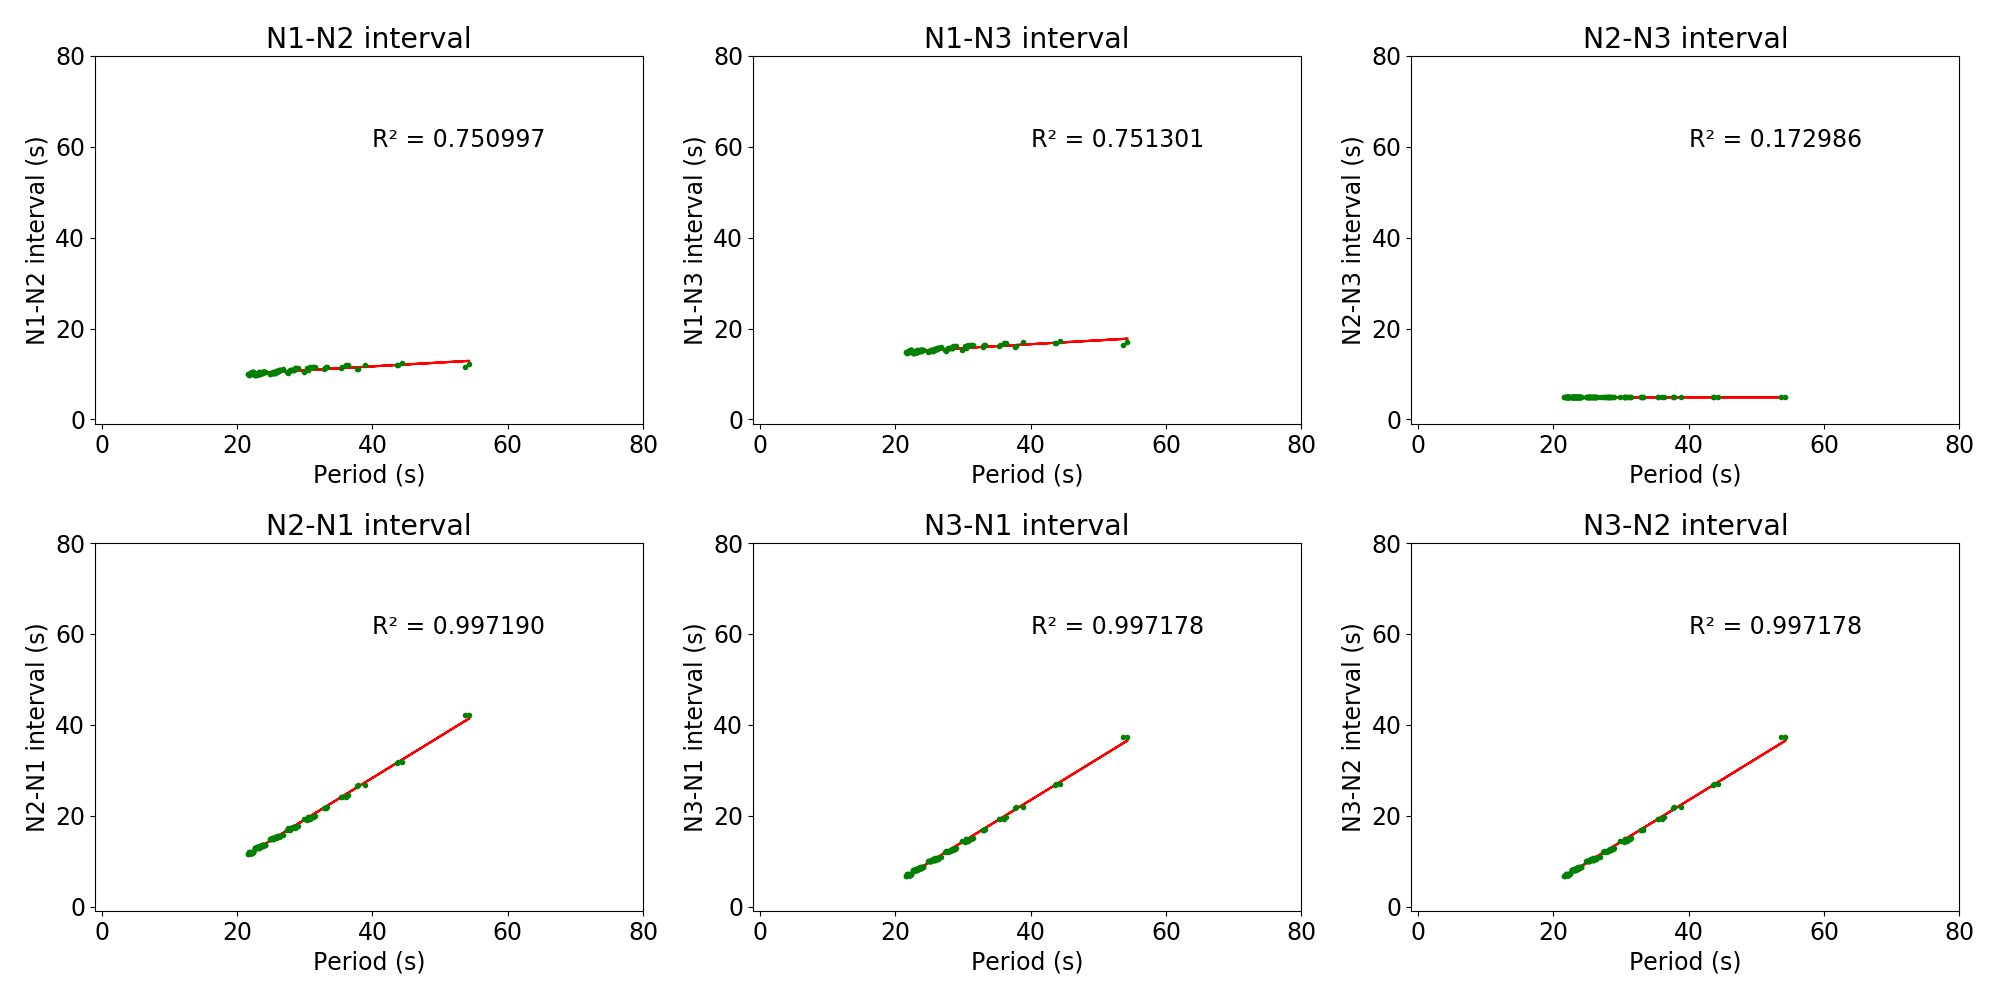 N1-N2 interval
80
60
40
20
0
N1-N2 interval (s)
R² = 0.750997
0 20 40 60 80
Period (s)
N1-N3 interval
80
60
40
20
0
N1-N3 interval (s)
R² = 0.751301
0 20 40 60 80
Period (s)
N2-N3 interval
80
60
40
20
0
N2-N3 interval (s)
R² = 0.172986
0 20 40 60 80
Period (s)
N2-N1 interval
80
60
40
20
0
N2-N1 interval (s)
R² = 0.997190
0 20 40 60 80
Period (s)
N3-N1 interval
80
60
40
20
0
N3-N1 interval (s)
R² = 0.997178
0 20 40 60 80
Period (s)
N3-N2 interval
80
60
40
20
0
N3-N2 interval (s)
R² = 0.997178
0 20 40 60 80
Period (s)